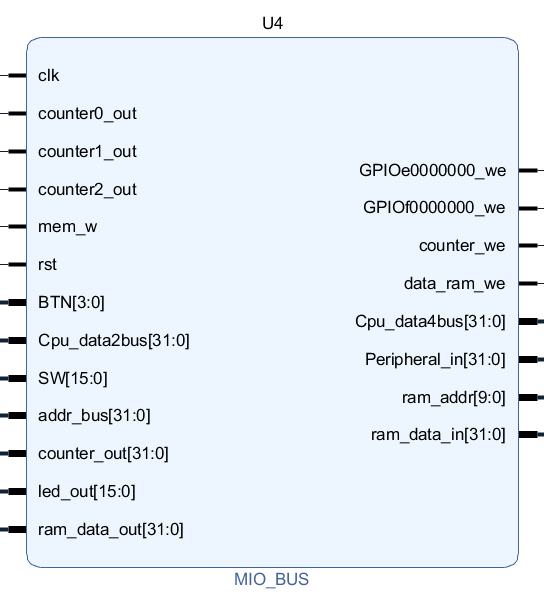 U4
clk
counter0_out
counter1_out
counter2_out
mem_w
rst
BTN[3:0]
Cpu_data2bus[31:0]
SW[15:0]
addr_bus[31:0]
counter_out[31:0]
led_out[15:0]
ram_data_out[31:0]
GPIOe0000000_we
GPIOf0000000_we
counter_we
data_ram_we
Cpu_data4bus[31:0]
Peripheral_in[31:0]
ram_addr[9:0]
ram_data_in[31:0]
MIO_BUS